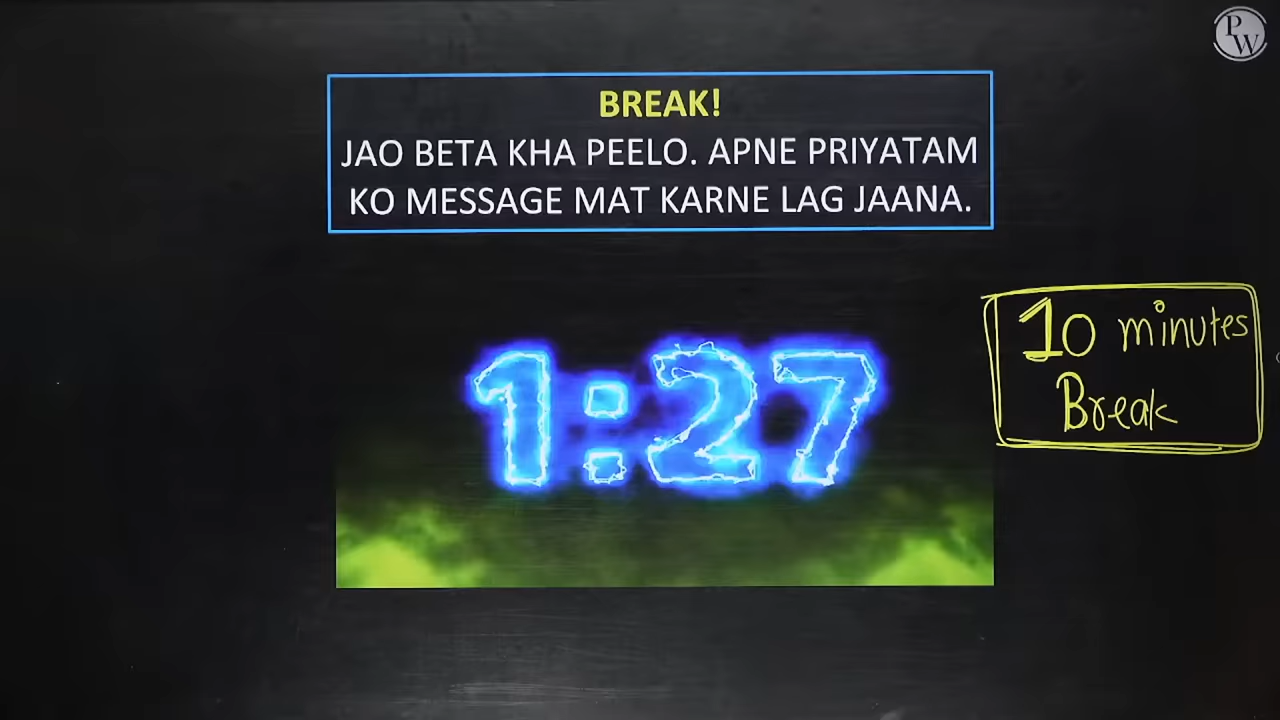 PW
BREAK!
JAO BETA KHA PEELO. APNE PRIYATAM
KO MESSAGE MAT KARNE LAG JAANA.
1:27
10 minutes
Break